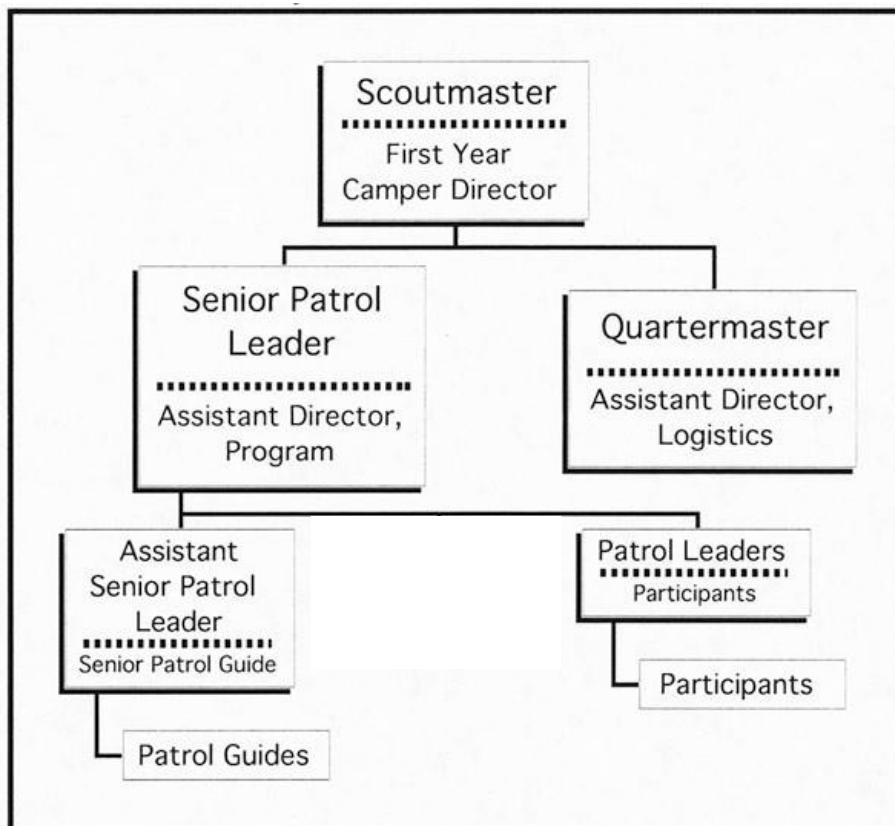 Scoutmaster
First Year
Camper Director
Senior Patrol
Leader
Assistant Director,
Program
Quartermaster
Assistant Director,
Logistics
Assistant
Senior Patrol
Leader
Senior Patrol Guide
Patrol Guides
Patrol Leaders
Participants
Participants